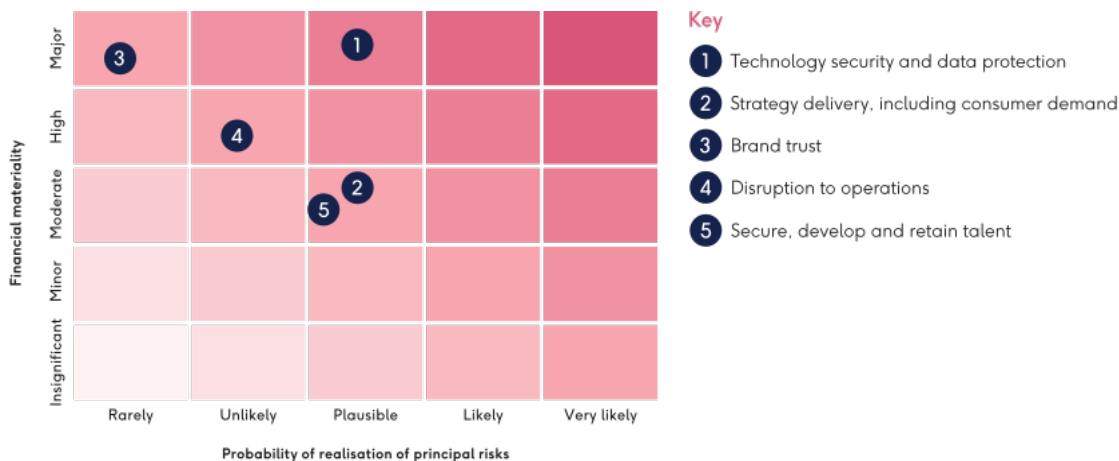 Financial materiality
Major
High
Moderate
Minor
Insignificant
3
1
4
2
5
Rarely
Unlikely
Plausible
Likely
Very likely
Probability of realisation of principal risks
Key
1 Technology security and data protection
2 Strategy delivery, including consumer demand
3 Brand trust
4 Disruption to operations
5 Secure, develop and retain talent